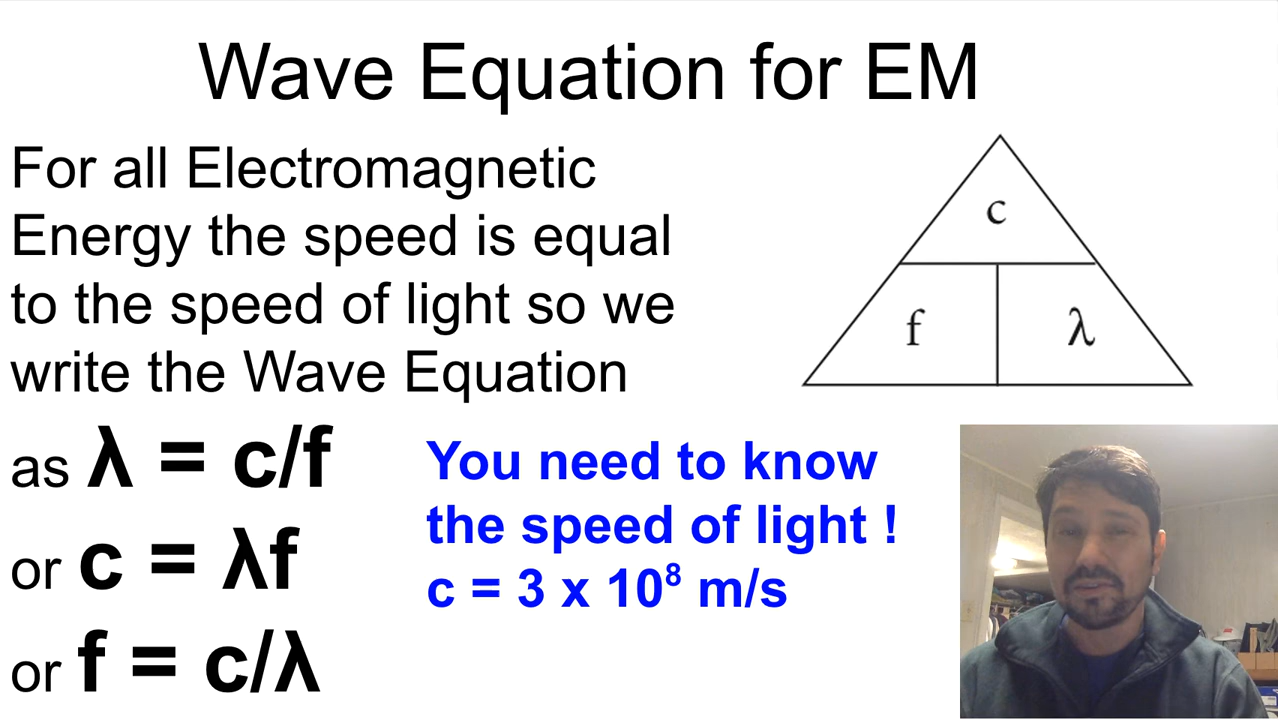 Wave Equation for EM
For all Electromagnetic
Energy the speed is equal
to the speed of light so we
write the Wave Equation
as λ = c/f
or c = λf
or f = c/λ
c
f λ
You need to know
the speed of light !
c = 3 x 10⁸ m/s